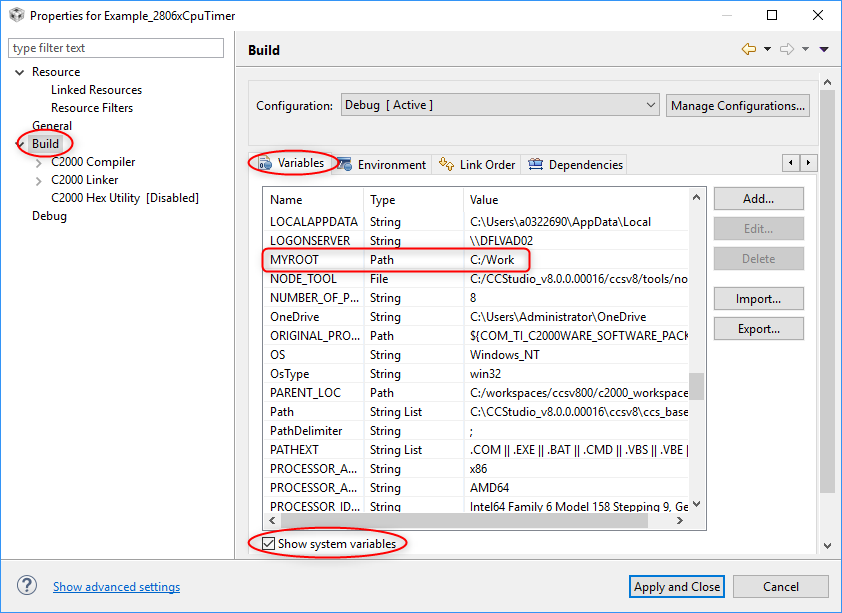 Properties for Example_2806xCpuTimer
type filter text
Resource
Linked Resources
Resource Filters
General
Build
C2000 Compiler
C2000 Linker
C2000 Hex Utility [Disabled]
Debug
Build
Configuration: Debug [ Active ] Manage Configurations...
Variables Environment Link Order Dependencies
Name Type Value
LOCALAPPDATA String C:\Users\a0322690\AppData\Local
LOGONSERVER String \\DFLVAD02
MYROOT Path C:/Work
NODE_TOOL File C:/CCStudio_v8.0.0.00016/ccsv8/tools/no
NUMBER_OF_P... String 8
OneDrive String C:\Users\Administrator\OneDrive
ORIGINAL_PRO... Path ${COM_TI_C2000WARE_SOFTWARE_PACK
OS String Windows_NT
OsType String win32
PARENT_LOC Path C:/workspaces/ccsv800/c2000_workspace
Path String List C:\CCStudio_v8.0.0.00016\ccsv8\ccs_base
PathDelimiter String ;
PATHEXT String List .COM || .EXE || .BAT || .CMD || .VBS || .VBE ||
PROCESSOR_A... String x86
PROCESSOR_A... String AMD64
PROCESSOR_ID... String Intel64 Family 6 Model 158 Stepping 9, Ge
Add...
Edit...
Delete
Import...
Export...
Show system variables
? Show advanced settings
Apply and Close Cancel